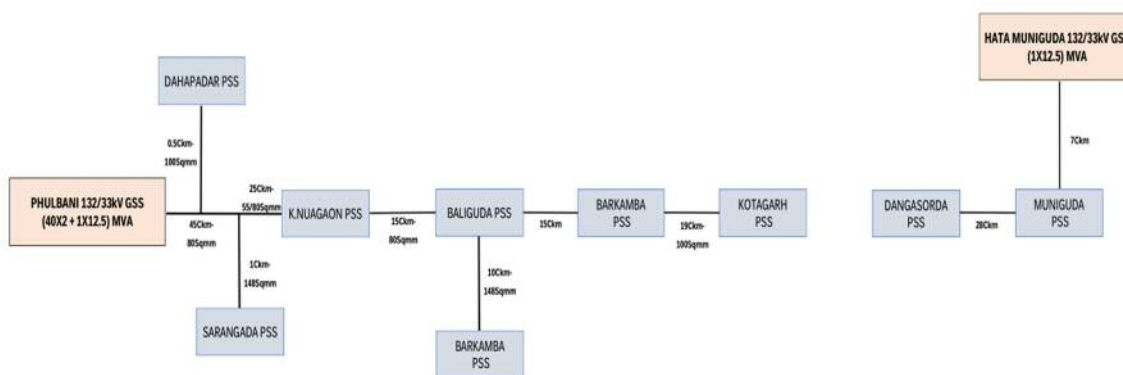 HATA MUNIGUDA 132/33kV GSS
(1X12.5) MVA
DAHAPADAR PSS
0.5Ckm-
100Sqmm
7Ckm
PHULBANI 132/33kV GSS
(40X2 + 1X12.5) MVA
45Ckm-
80Sqmm
25Ckm-
55/80Sqmm
K.NUAGAON PSS
15Ckm-
80Sqmm
BALIGUDA PSS
15Ckm
BARKAMBA
PSS
19Ckm-
100Sqmm
KOTAGARH
PSS
DANGASORDA
PSS
28Ckm
MUNIGUDA
PSS
1Ckm-
148Sqmm
10Ckm-
148Sqmm
SARANGADA PSS
BARKAMBA
PSS